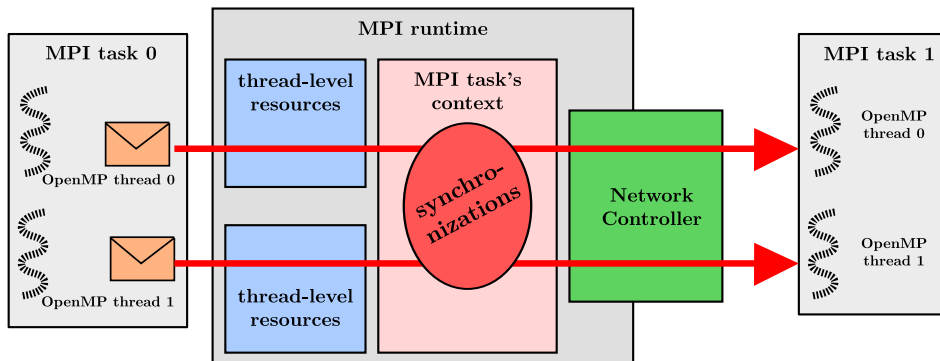 MPI task 0
OpenMP thread 0
OpenMP thread 1
MPI runtime
thread-level
resources
thread-level
resources
MPI task's
context
synchro-
nizations
Network
Controller
MPI task 1
OpenMP
thread 0
OpenMP
thread 1